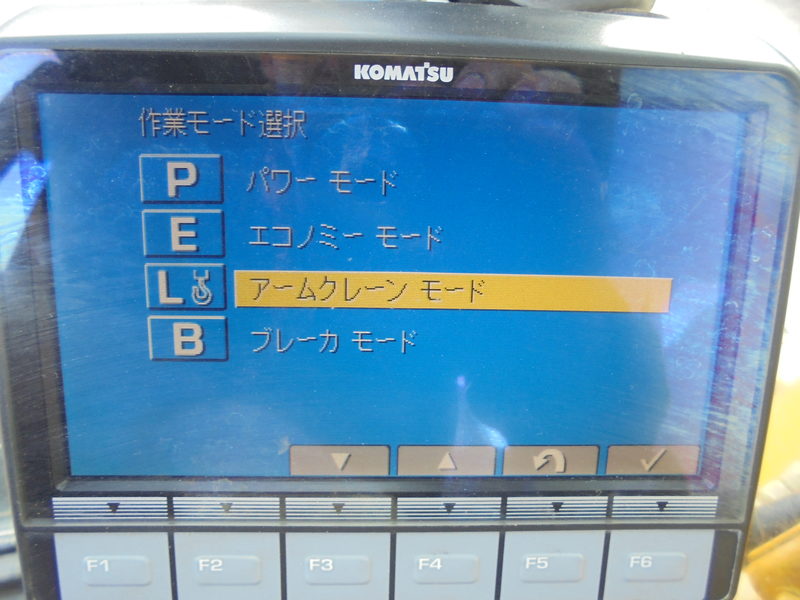 KOMATSU
作業モード選択
P パワー モード
E エコノミー モード
L アームクレーン モード
B ブレーカ モード
F1 F2 F3 F4 F5 F6